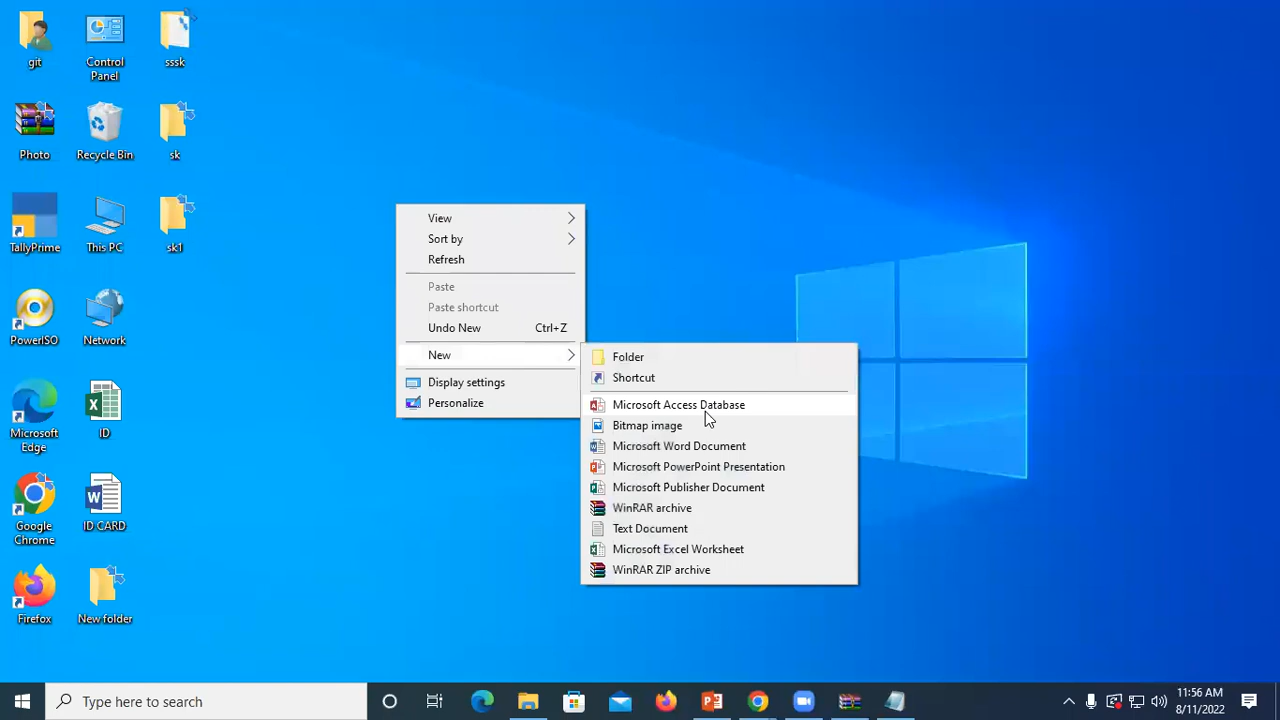 git
Control
Panel
sssk
Photo
Recycle Bin
sk
TallyPrime
This PC
sk1
PowerISO
Network
Microsoft
Edge
ID
Google
Chrome
ID CARD
Firefox
New folder
View
Sort by
Refresh
Paste
Paste shortcut
Undo New Ctrl+Z
New
Display settings
Personalize
Folder
Shortcut
Microsoft Access Database
Bitmap image
Microsoft Word Document
Microsoft PowerPoint Presentation
Microsoft Publisher Document
WinRAR archive
Text Document
Microsoft Excel Worksheet
WinRAR ZIP archive
Type here to search
11:56 AM
8/11/2022